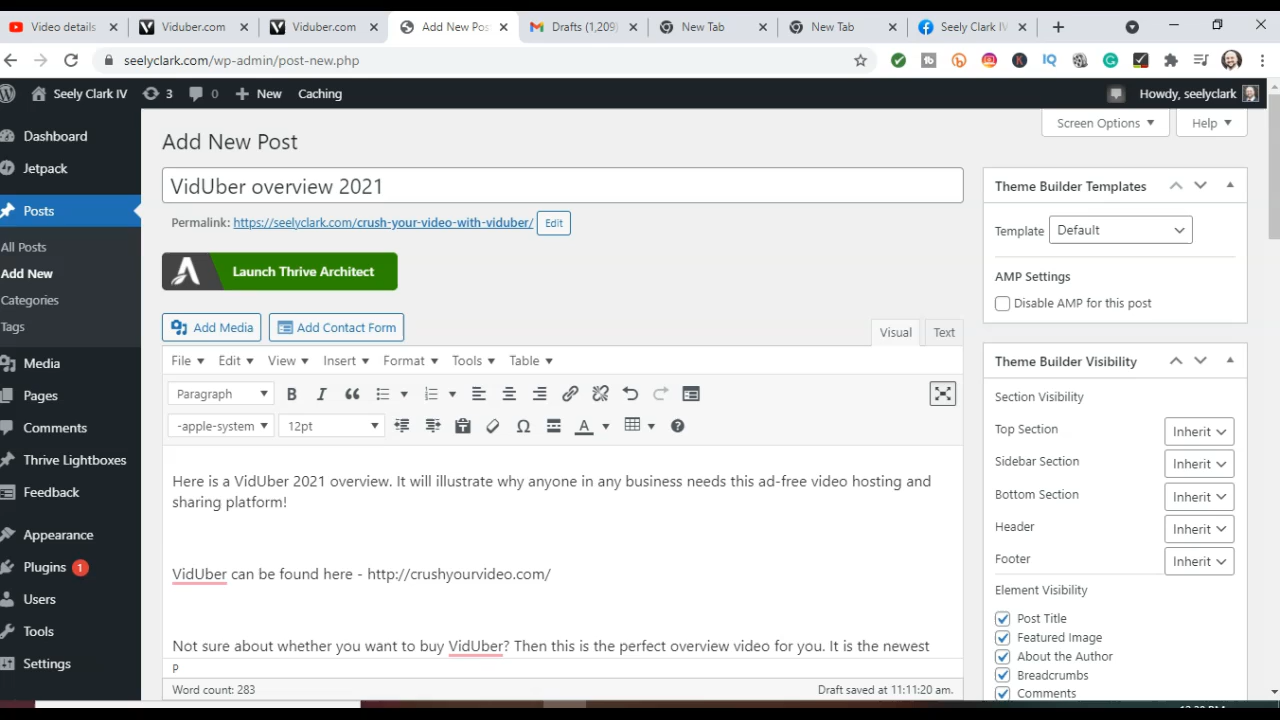 Video details
Viduber.com
Viduber.com
Add New Pos
Drafts (1,209)
New Tab
New Tab
Seely Clark IV
seelyclark.com/wp-admin/post-new.php
Seely Clark IV
3
0
New
Caching
Howdy, seelyclark
Dashboard
Jetpack
Posts
All Posts
Add New
Categories
Tags
Media
Pages
Comments
Thrive Lightboxes
Feedback
Appearance
Plugins 1
Users
Tools
Settings
Screen Options
Help
Add New Post
VidUber overview 2021
Permalink: https://seelyclark.com/crush-your-video-with-viduber/ Edit
Launch Thrive Architect
Add Media
Add Contact Form
Visual
Text
File
Edit
View
Insert
Format
Tools
Table
Paragraph
-apple-system
12pt
Here is a VidUber 2021 overview. It will illustrate why anyone in any business needs this ad-free video hosting and
sharing platform!
VidUber can be found here - http://crushyourvideo.com/
Not sure about whether you want to buy VidUber? Then this is the perfect overview video for you. It is the newest
p
Word count: 283
Draft saved at 11:11:20 am.
Theme Builder Templates
Template Default
AMP Settings
Disable AMP for this post
Theme Builder Visibility
Section Visibility
Top Section Inherit
Sidebar Section Inherit
Bottom Section Inherit
Header Inherit
Footer Inherit
Element Visibility
Post Title
Featured Image
About the Author
Breadcrumbs
Comments